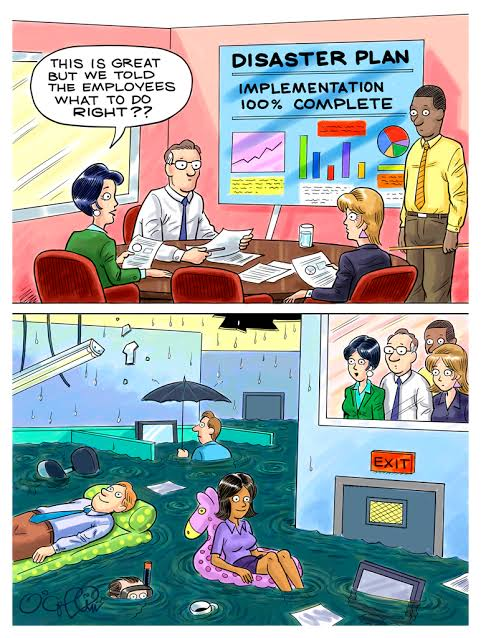 THIS IS GREAT
BUT WE TOLD
THE EMPLOYEES
WHAT TO DO
RIGHT??
DISASTER PLAN
IMPLEMENTATION
100% COMPLETE
EXIT